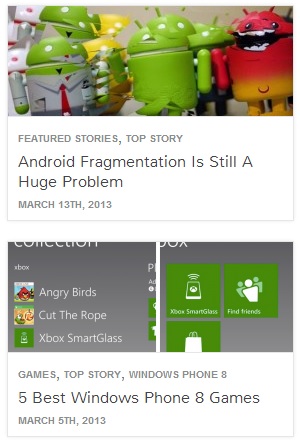 FEATURED STORIES, TOP STORY
Android Fragmentation Is Still A
Huge Problem
MARCH 13TH, 2013
collection
xbox
Angry Birds
Cut The Rope
Xbox SmartGlass
Xbox SmartGlass
Find friends
GAMES, TOP STORY, WINDOWS PHONE 8
5 Best Windows Phone 8 Games
MARCH 5TH, 2013